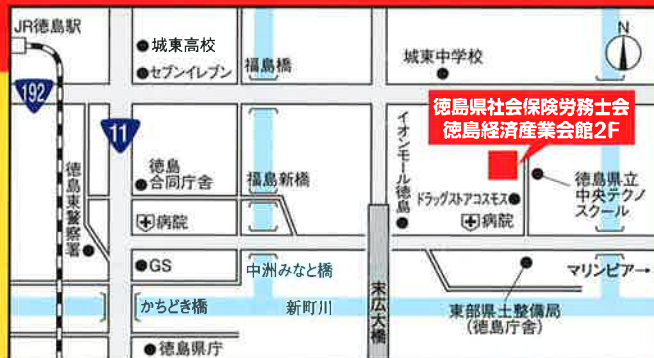 JR徳島駅
192
11
城東高校
セブンイレブン
福島橋
城東中学校
N
徳島県社会保険労務士会
徳島経済産業会館2F
徳島東警察署
徳島
合同庁舎
福島新橋
イオンモール徳島
ドラッグストアコスモス
徳島県立
中央テクノ
スクール
病院
病院
GS
中洲みなと橋
マリンピア→
かちどき橋
新町川
末広大橋
東部県土整備局
(徳島庁舎)
徳島県庁